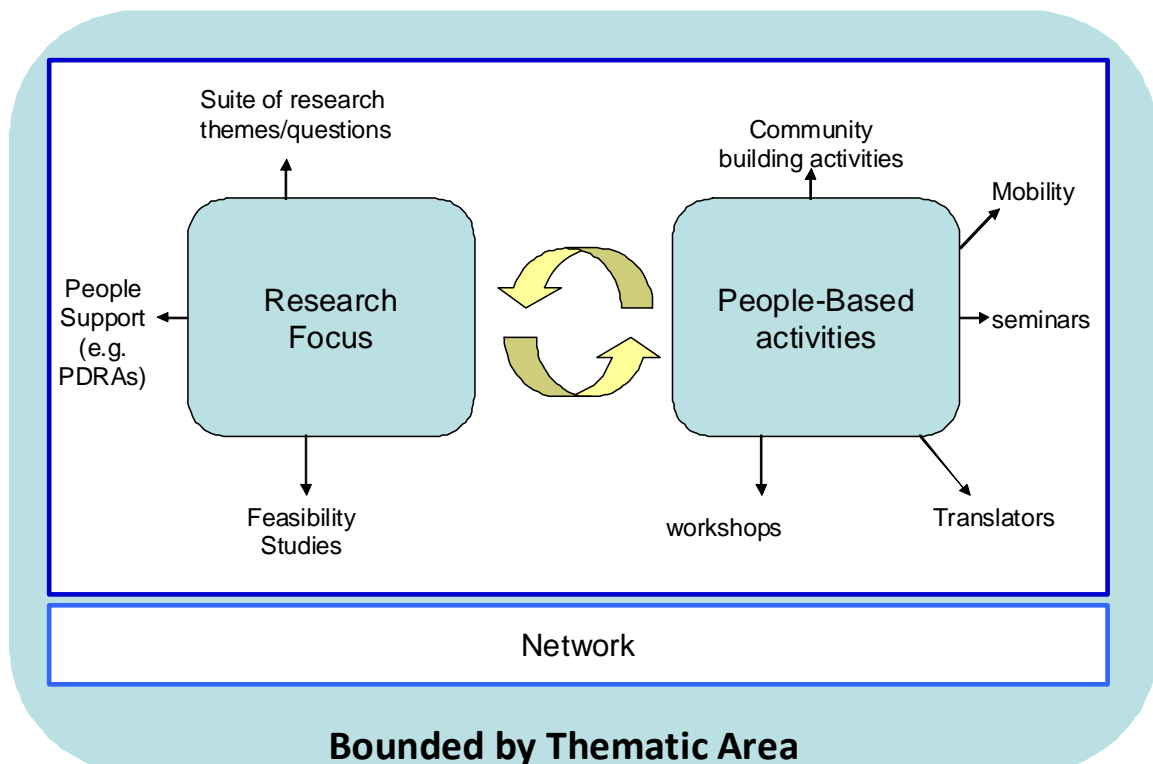 Suite of research
themes/questions
Community
building activities
Mobility
People
Support
(e.g.
PDRAs)
Research
Focus
People-Based
activities
seminars
Feasibility
Studies
workshops
Translators
Network
Bounded by Thematic Area